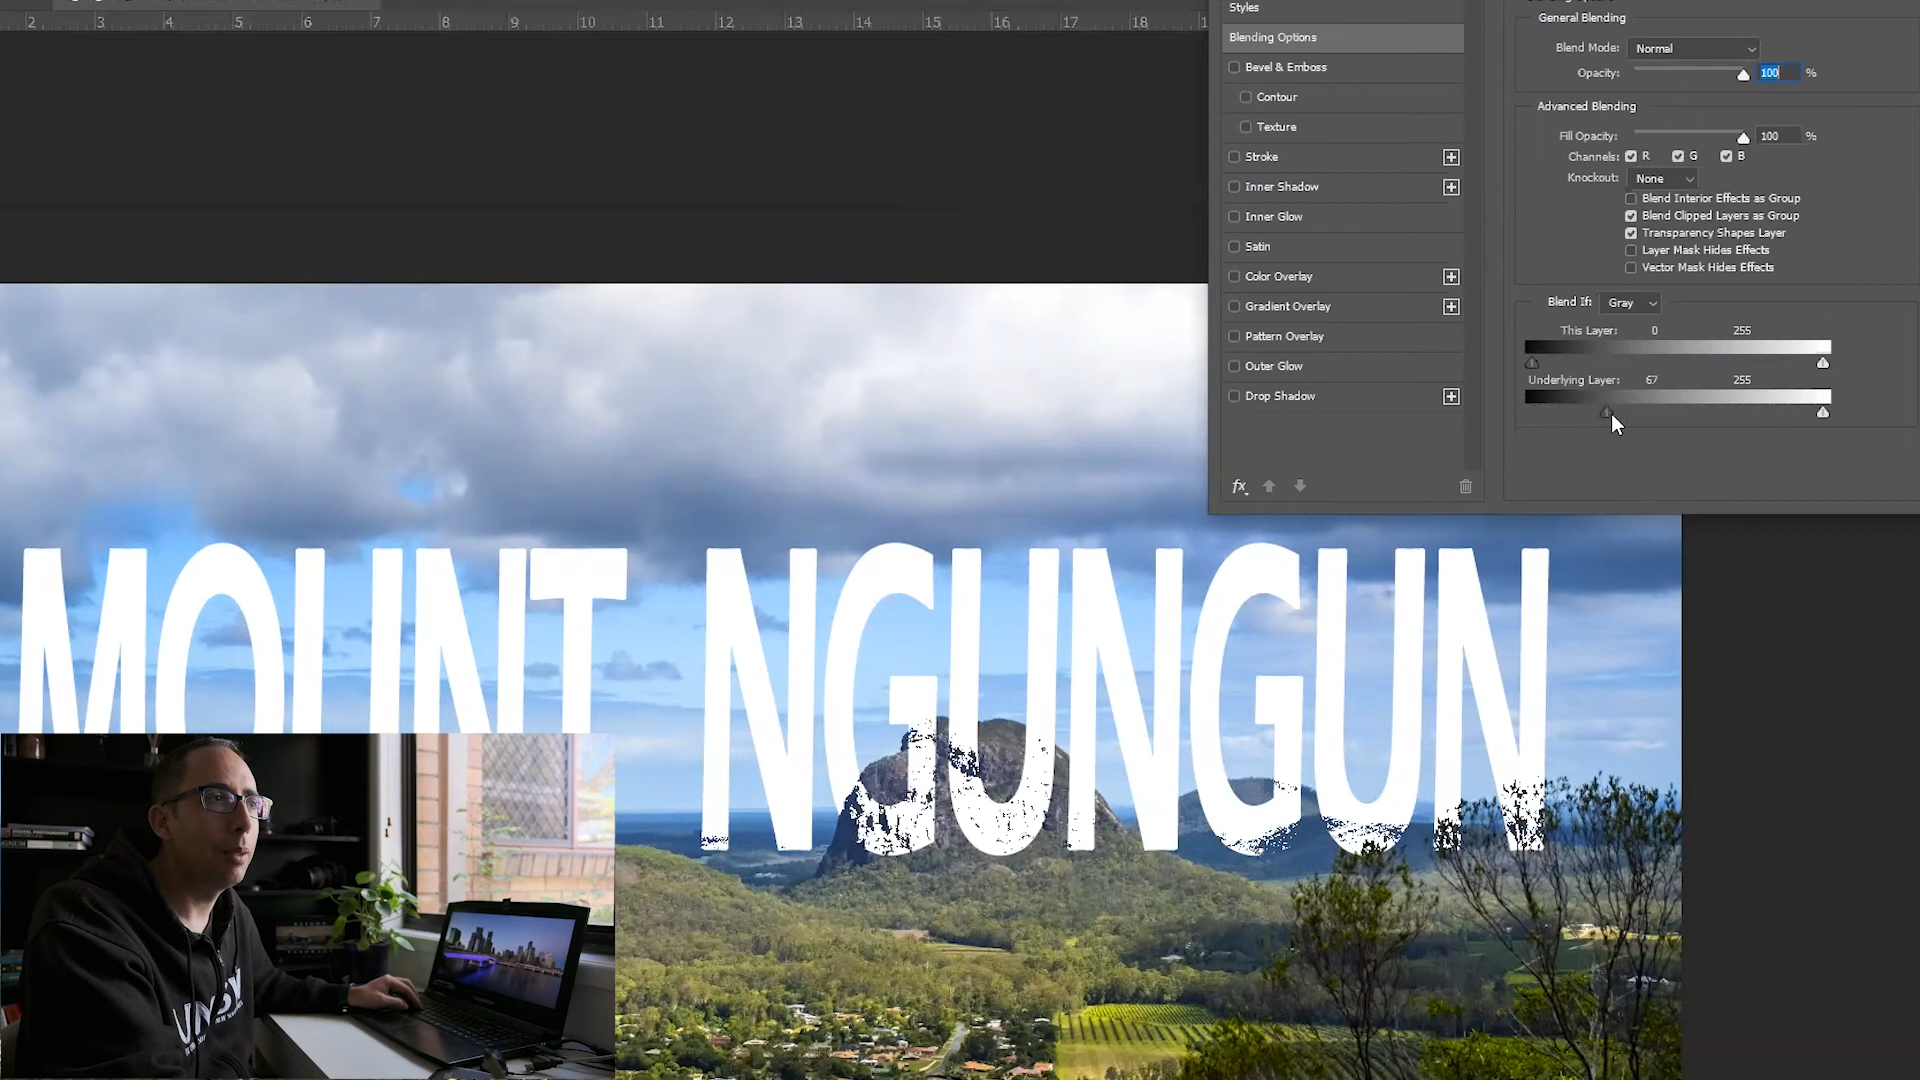 2 3 4 5 6 7 8 9 10 11 12 13 14 15 16 17 18
Styles
Blending Options
Bevel & Emboss
Contour
Texture
Stroke
Inner Shadow
Inner Glow
Satin
Color Overlay
Gradient Overlay
Pattern Overlay
Outer Glow
Drop Shadow
fx
General Blending
Blend Mode: Normal
Opacity: 100 %
Advanced Blending
Fill Opacity: 100 %
Channels: R G B
Knockout: None
Blend Interior Effects as Group
Blend Clipped Layers as Group
Transparency Shapes Layer
Layer Mask Hides Effects
Vector Mask Hides Effects
Blend If: Gray
This Layer: 0 255
Underlying Layer: 67 255
MOUNT NGUNGUN